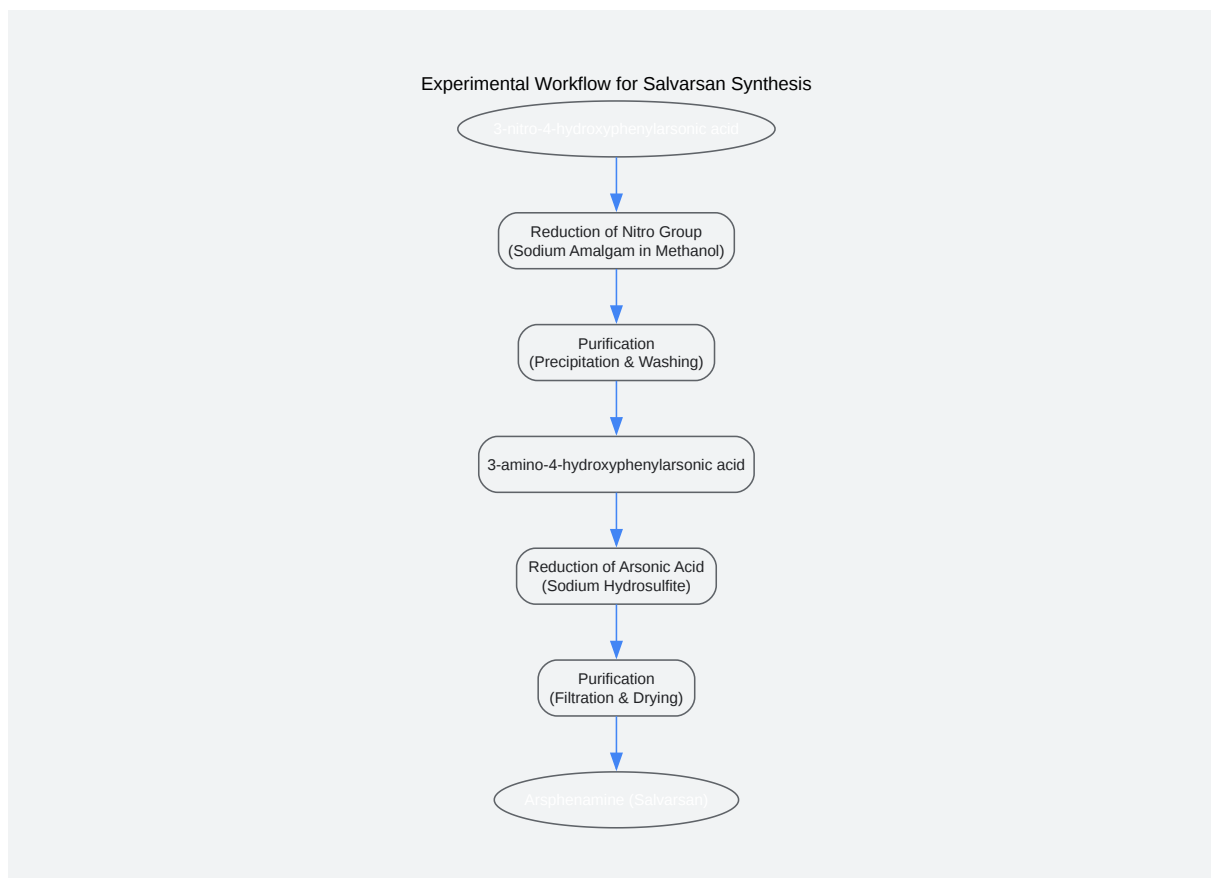 Experimental Workflow for Salvarsan Synthesis
3-nitro-4-hydroxyphenylarsonic acid
Reduction of Nitro Group
(Sodium Amalgam in Methanol)
Purification
(Precipitation & Washing)
3-amino-4-hydroxyphenylarsonic acid
Reduction of Arsonic Acid
(Sodium Hydrosulfite)
Purification
(Filtration & Drying)
Arsphenamine (Salvarsan)